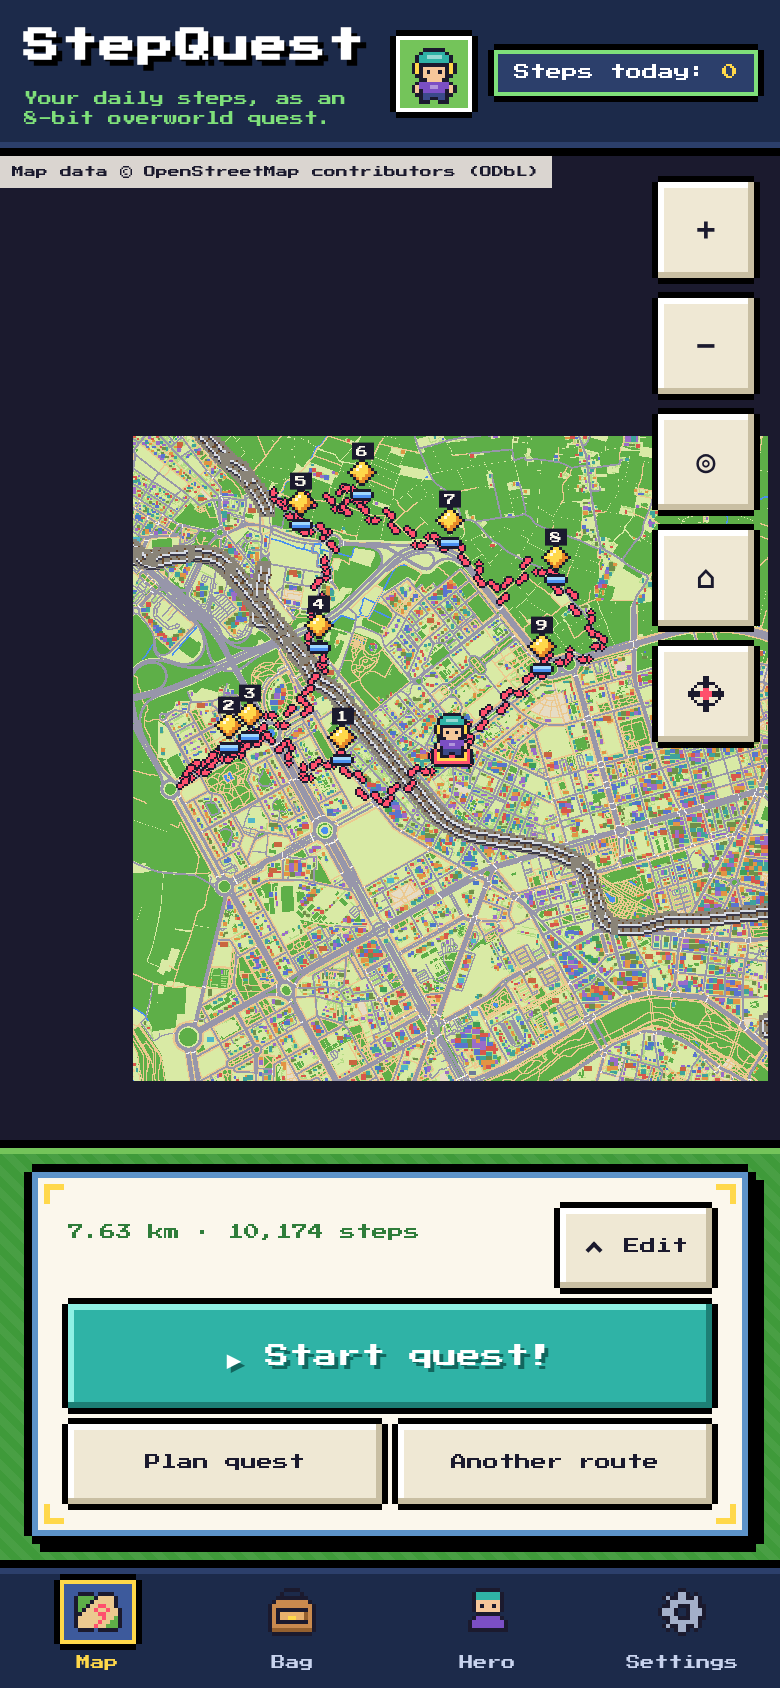 StepQuest
Your daily steps, as an
8-bit overworld quest.
Steps today: 0
Map data © OpenStreetMap contributors (ODbL)
+
−
6
5
7
8
4
9
3
2
1
7.63 km · 10,174 steps
Edit
Start quest!
Plan quest
Another route
Map
Bag
Hero
Settings